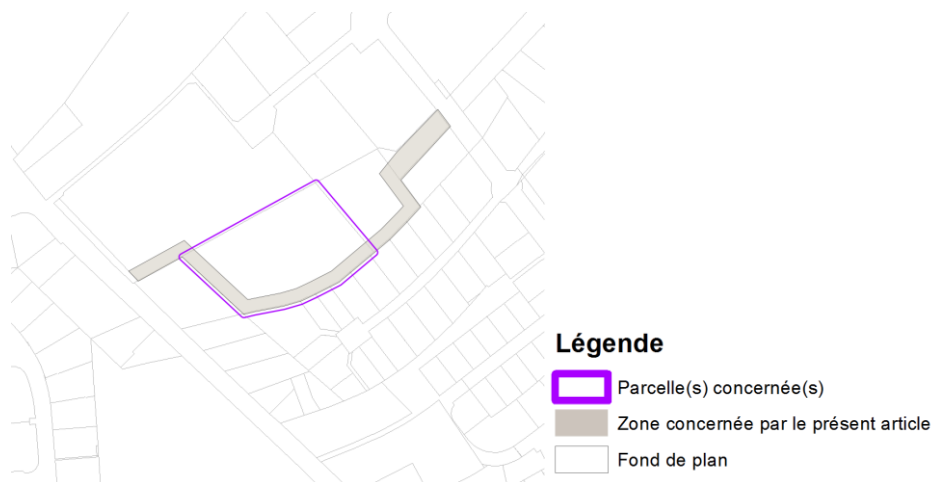 Légende
Parcelle(s) concernée(s)
Zone concernée par le présent article
Fond de plan